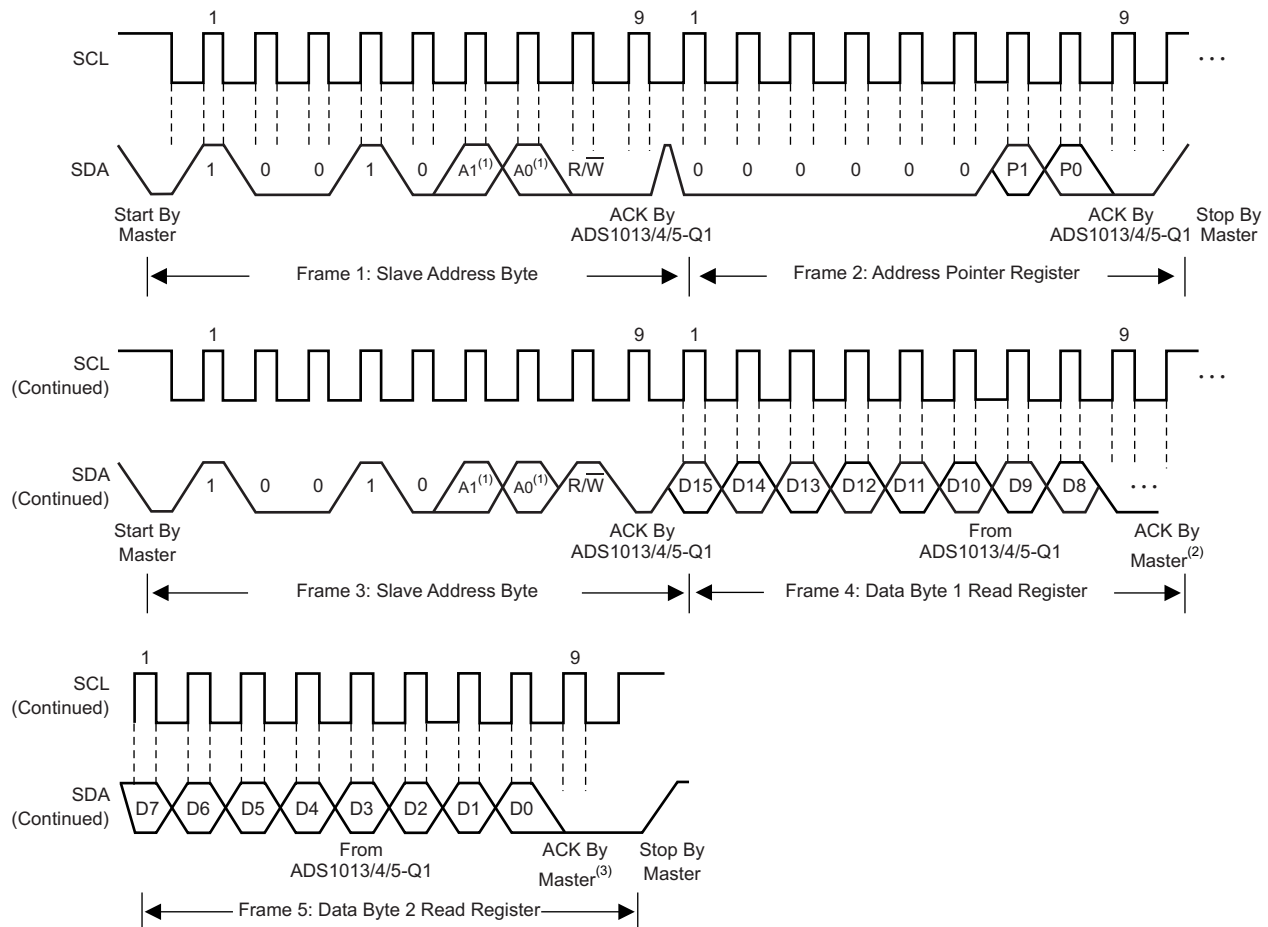 1 9 1 9
SCL ...
SDA 1 0 0 1 0 A1(1) A0(1) R/W̅ 0 0 0 0 0 0 P1 P0
Start By Master
ACK By ADS1013/4/5-Q1
ACK By ADS1013/4/5-Q1
Stop By Master
Frame 1: Slave Address Byte
Frame 2: Address Pointer Register
1 9 1 9
SCL (Continued) ...
SDA (Continued) 1 0 0 1 0 A1(1) A0(1) R/W̅ D15 D14 D13 D12 D11 D10 D9 D8 ...
Start By Master
ACK By ADS1013/4/5-Q1
From ADS1013/4/5-Q1
ACK By Master(2)
Frame 3: Slave Address Byte
Frame 4: Data Byte 1 Read Register
1 9
SCL (Continued)
SDA (Continued) D7 D6 D5 D4 D3 D2 D1 D0
From ADS1013/4/5-Q1
ACK By Master(3)
Stop By Master
Frame 5: Data Byte 2 Read Register